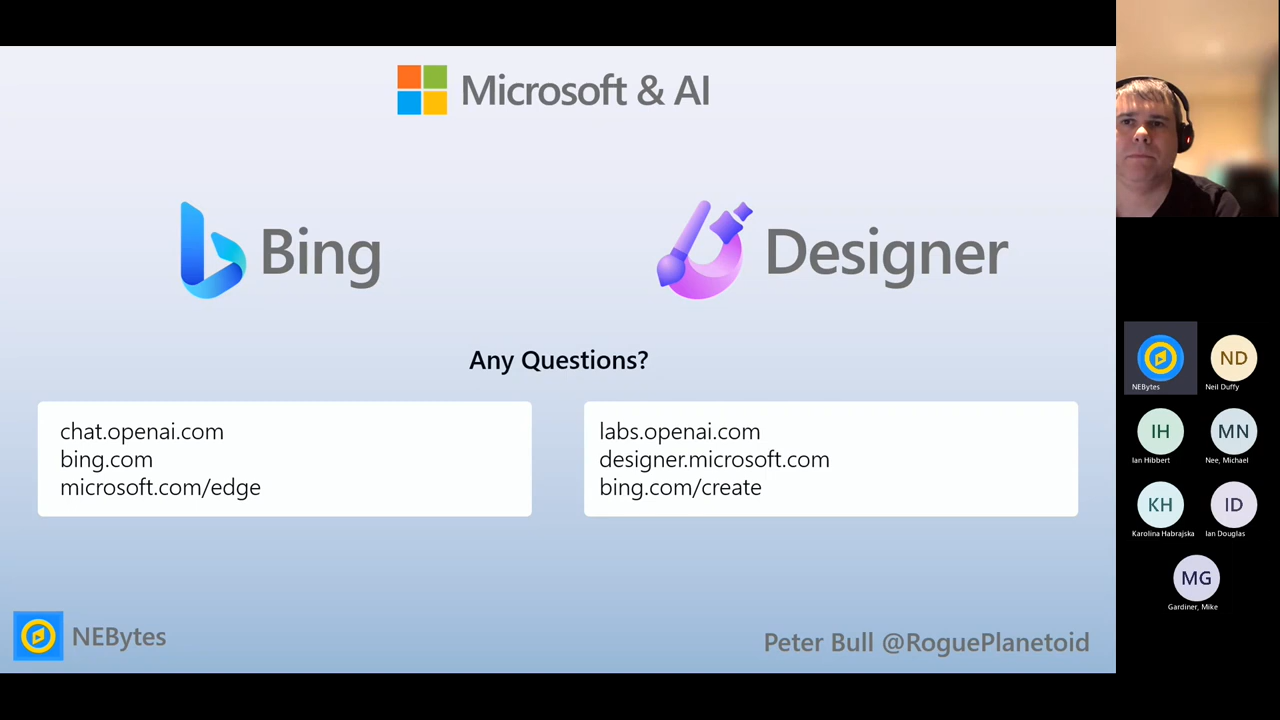 Microsoft & AI
Bing
Designer
Any Questions?
chat.openai.com
bing.com
microsoft.com/edge
labs.openai.com
designer.microsoft.com
bing.com/create
NEBytes
Peter Bull @RoguePlanetoid
NEBytes
ND
Neil Duffy
IH
Ian Hibbert
MN
Nee, Michael
KH
Karolina Habrajska
ID
Ian Douglas
MG
Gardiner, Mike